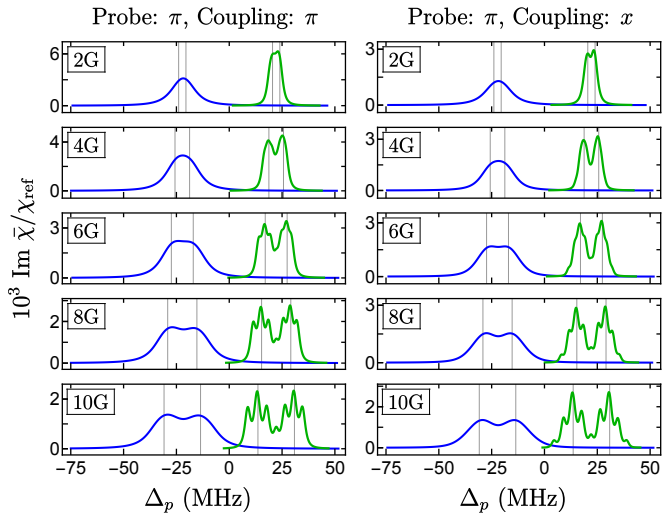 Probe: π, Coupling: π
Probe: π, Coupling: x
10³ Im χ̄/χref
2G
6
0
2G
3
0
4G
4
0
4G
3
0
6G
3
0
6G
3
0
8G
2
0
8G
3
0
10G
2
0
10G
2
0
-75 -50 -25 0 25 50
-75 -50 -25 0 25 50
Δp (MHz)
Δp (MHz)